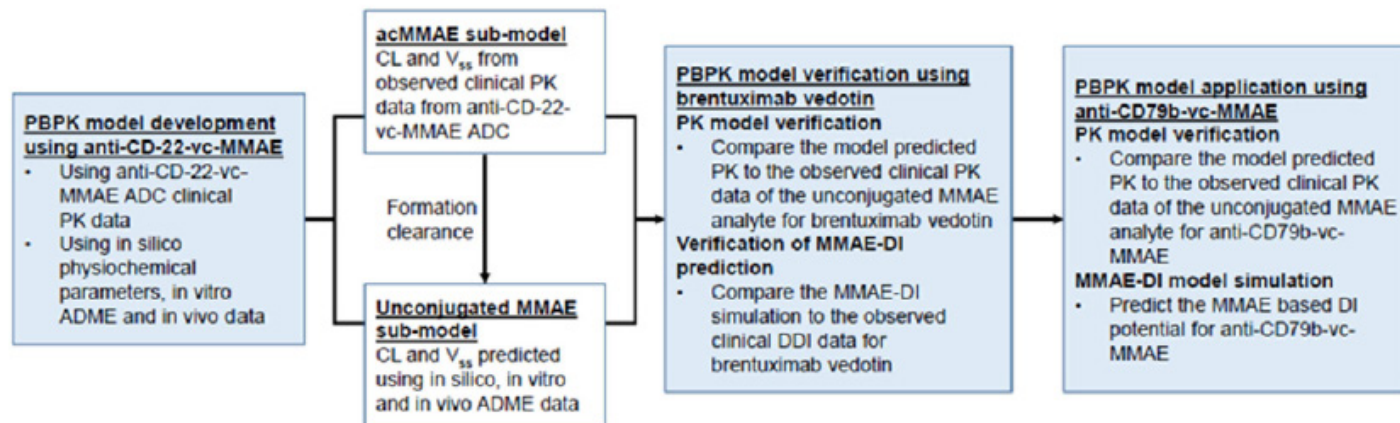 PBPK model development
using anti-CD-22-vc-MMAE
• Using anti-CD-22-vc-
MMAE ADC clinical
PK data
• Using in silico
physiochemical
parameters, in vitro
ADME and in vivo data
acMMAE sub-model
CL and Vss from
observed clinical PK
data from anti-CD-22-
vc-MMAE ADC
Formation
clearance
Unconjugated MMAE
sub-model
CL and Vss predicted
using in silico, in vitro
and in vivo ADME data
PBPK model verification using
brentuximab vedotin
PK model verification
• Compare the model predicted
PK to the observed clinical PK
data of the unconjugated MMAE
analyte for brentuximab vedotin
Verification of MMAE-DI
prediction
• Compare the MMAE-DI
simulation to the observed
clinical DDI data for
brentuximab vedotin
PBPK model application using
anti-CD79b-vc-MMAE
PK model verification
• Compare the model predicted
PK to the observed clinical PK
data of the unconjugated MMAE
analyte for anti-CD79b-vc-
MMAE
MMAE-DI model simulation
• Predict the MMAE based DI
potential for anti-CD79b-vc-
MMAE